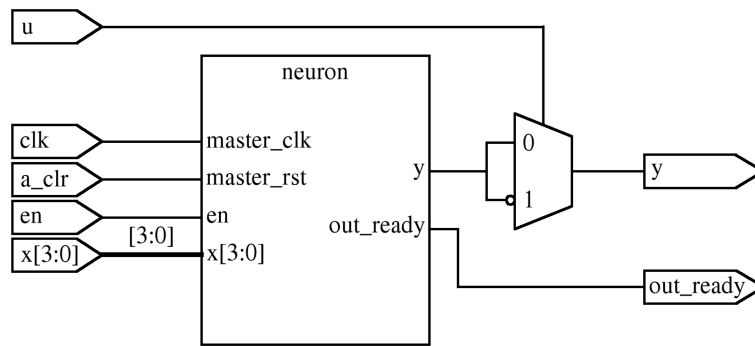 u
neuron
clk
master_clk
0
a_clr
master_rst
y
y
en
en
1
[3:0]
out_ready
x[3:0]
x[3:0]
out_ready